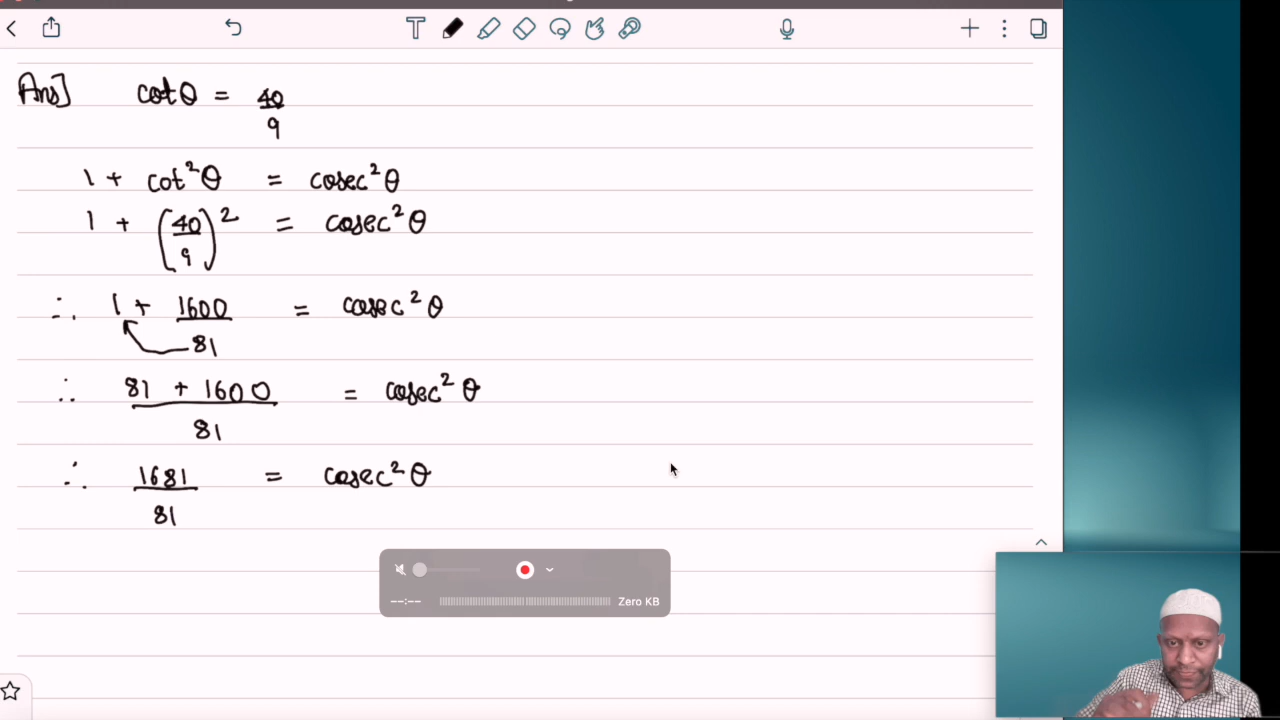 Ans] cotθ = 40/9
1 + cot²θ = cosec²θ
1 + (40/9)² = cosec²θ
∴ 1 + 1600/81 = cosec²θ
∴ 81 + 1600/81 = cosec²θ
∴ 1681/81 = cosec²θ
--:-- Zero KB